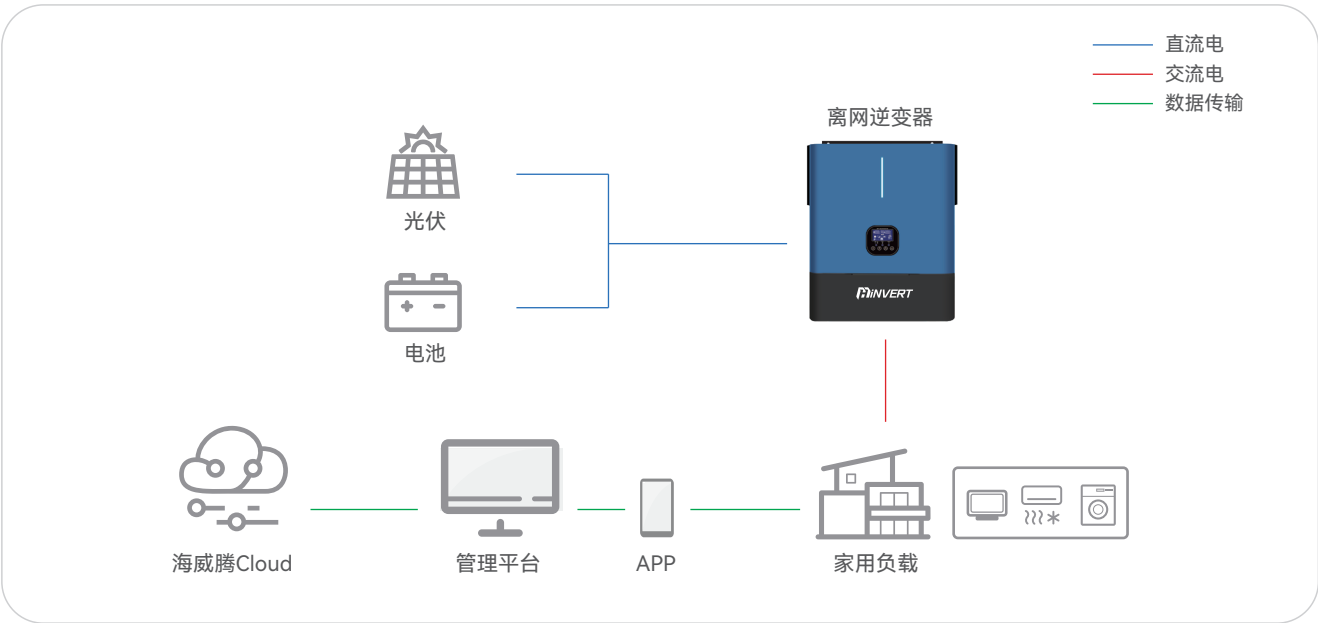 直流电
交流电
数据传输
离网逆变器
光伏
HiNVERT
电池
海威腾Cloud
管理平台
APP
家用负载